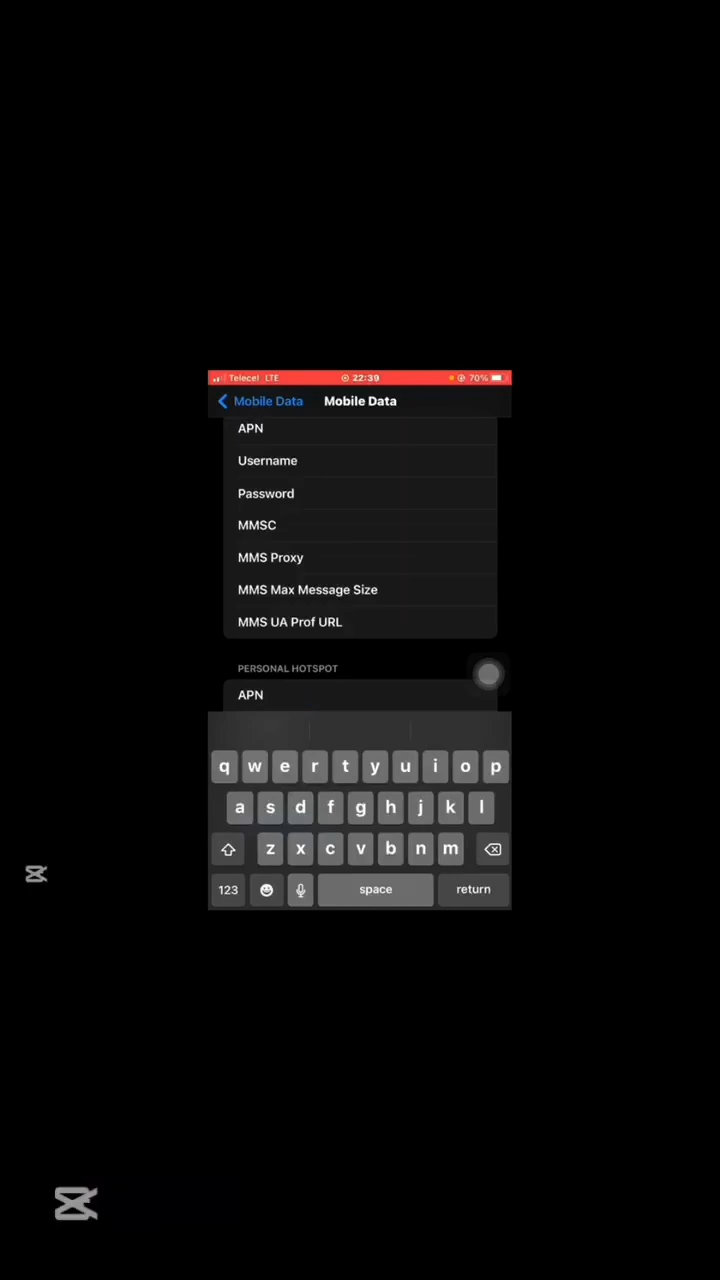 Telecel LTE 22:39 70%
Mobile Data Mobile Data
APN
Username
Password
MMSC
MMS Proxy
MMS Max Message Size
MMS UA Prof URL
PERSONAL HOTSPOT
APN
q w e r t y u i o p
a s d f g h j k l
z x c v b n m
123 space return